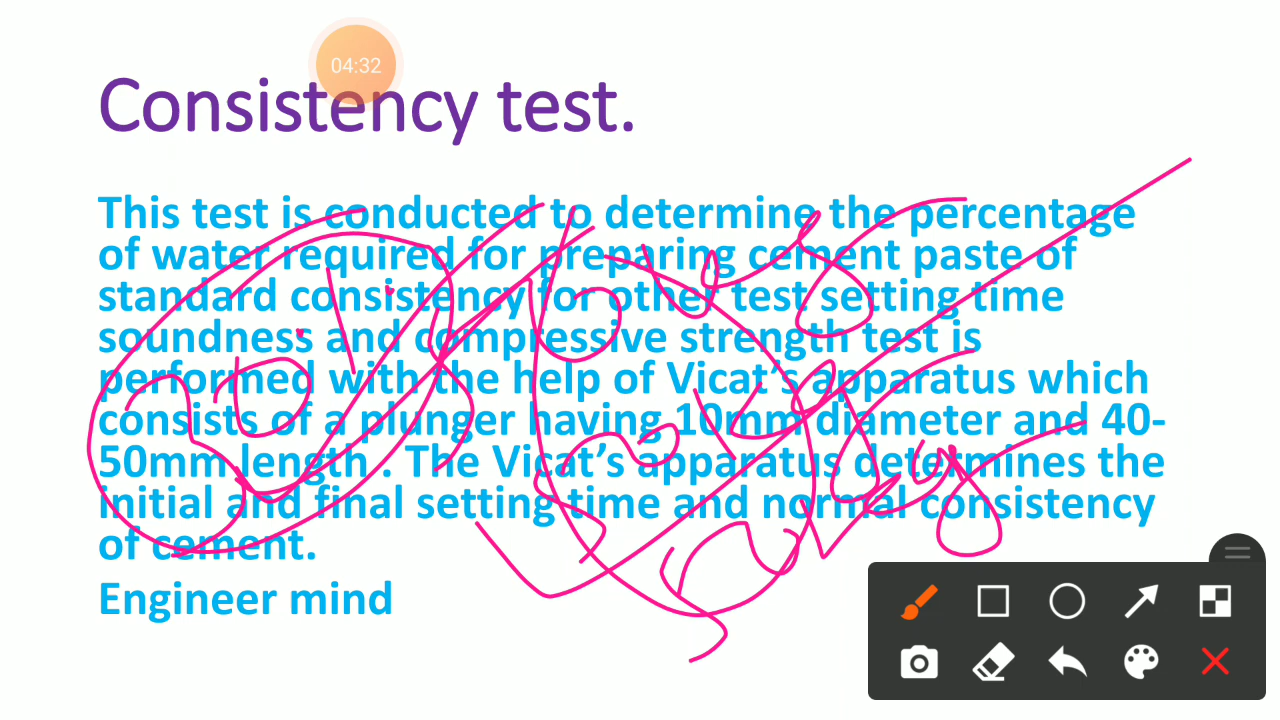 04:32
Consistency test.
This test is conducted to determine the percentage
of water required for preparing cement paste of
standard consistency for other test setting time
soundness and compressive strength test is
performed with the help of Vicat's apparatus which
consists of a plunger having 10mm diameter and 40-
50mm length . The Vicat's apparatus determines the
initial and final setting time and normal consistency
of cement.
Engineer mind